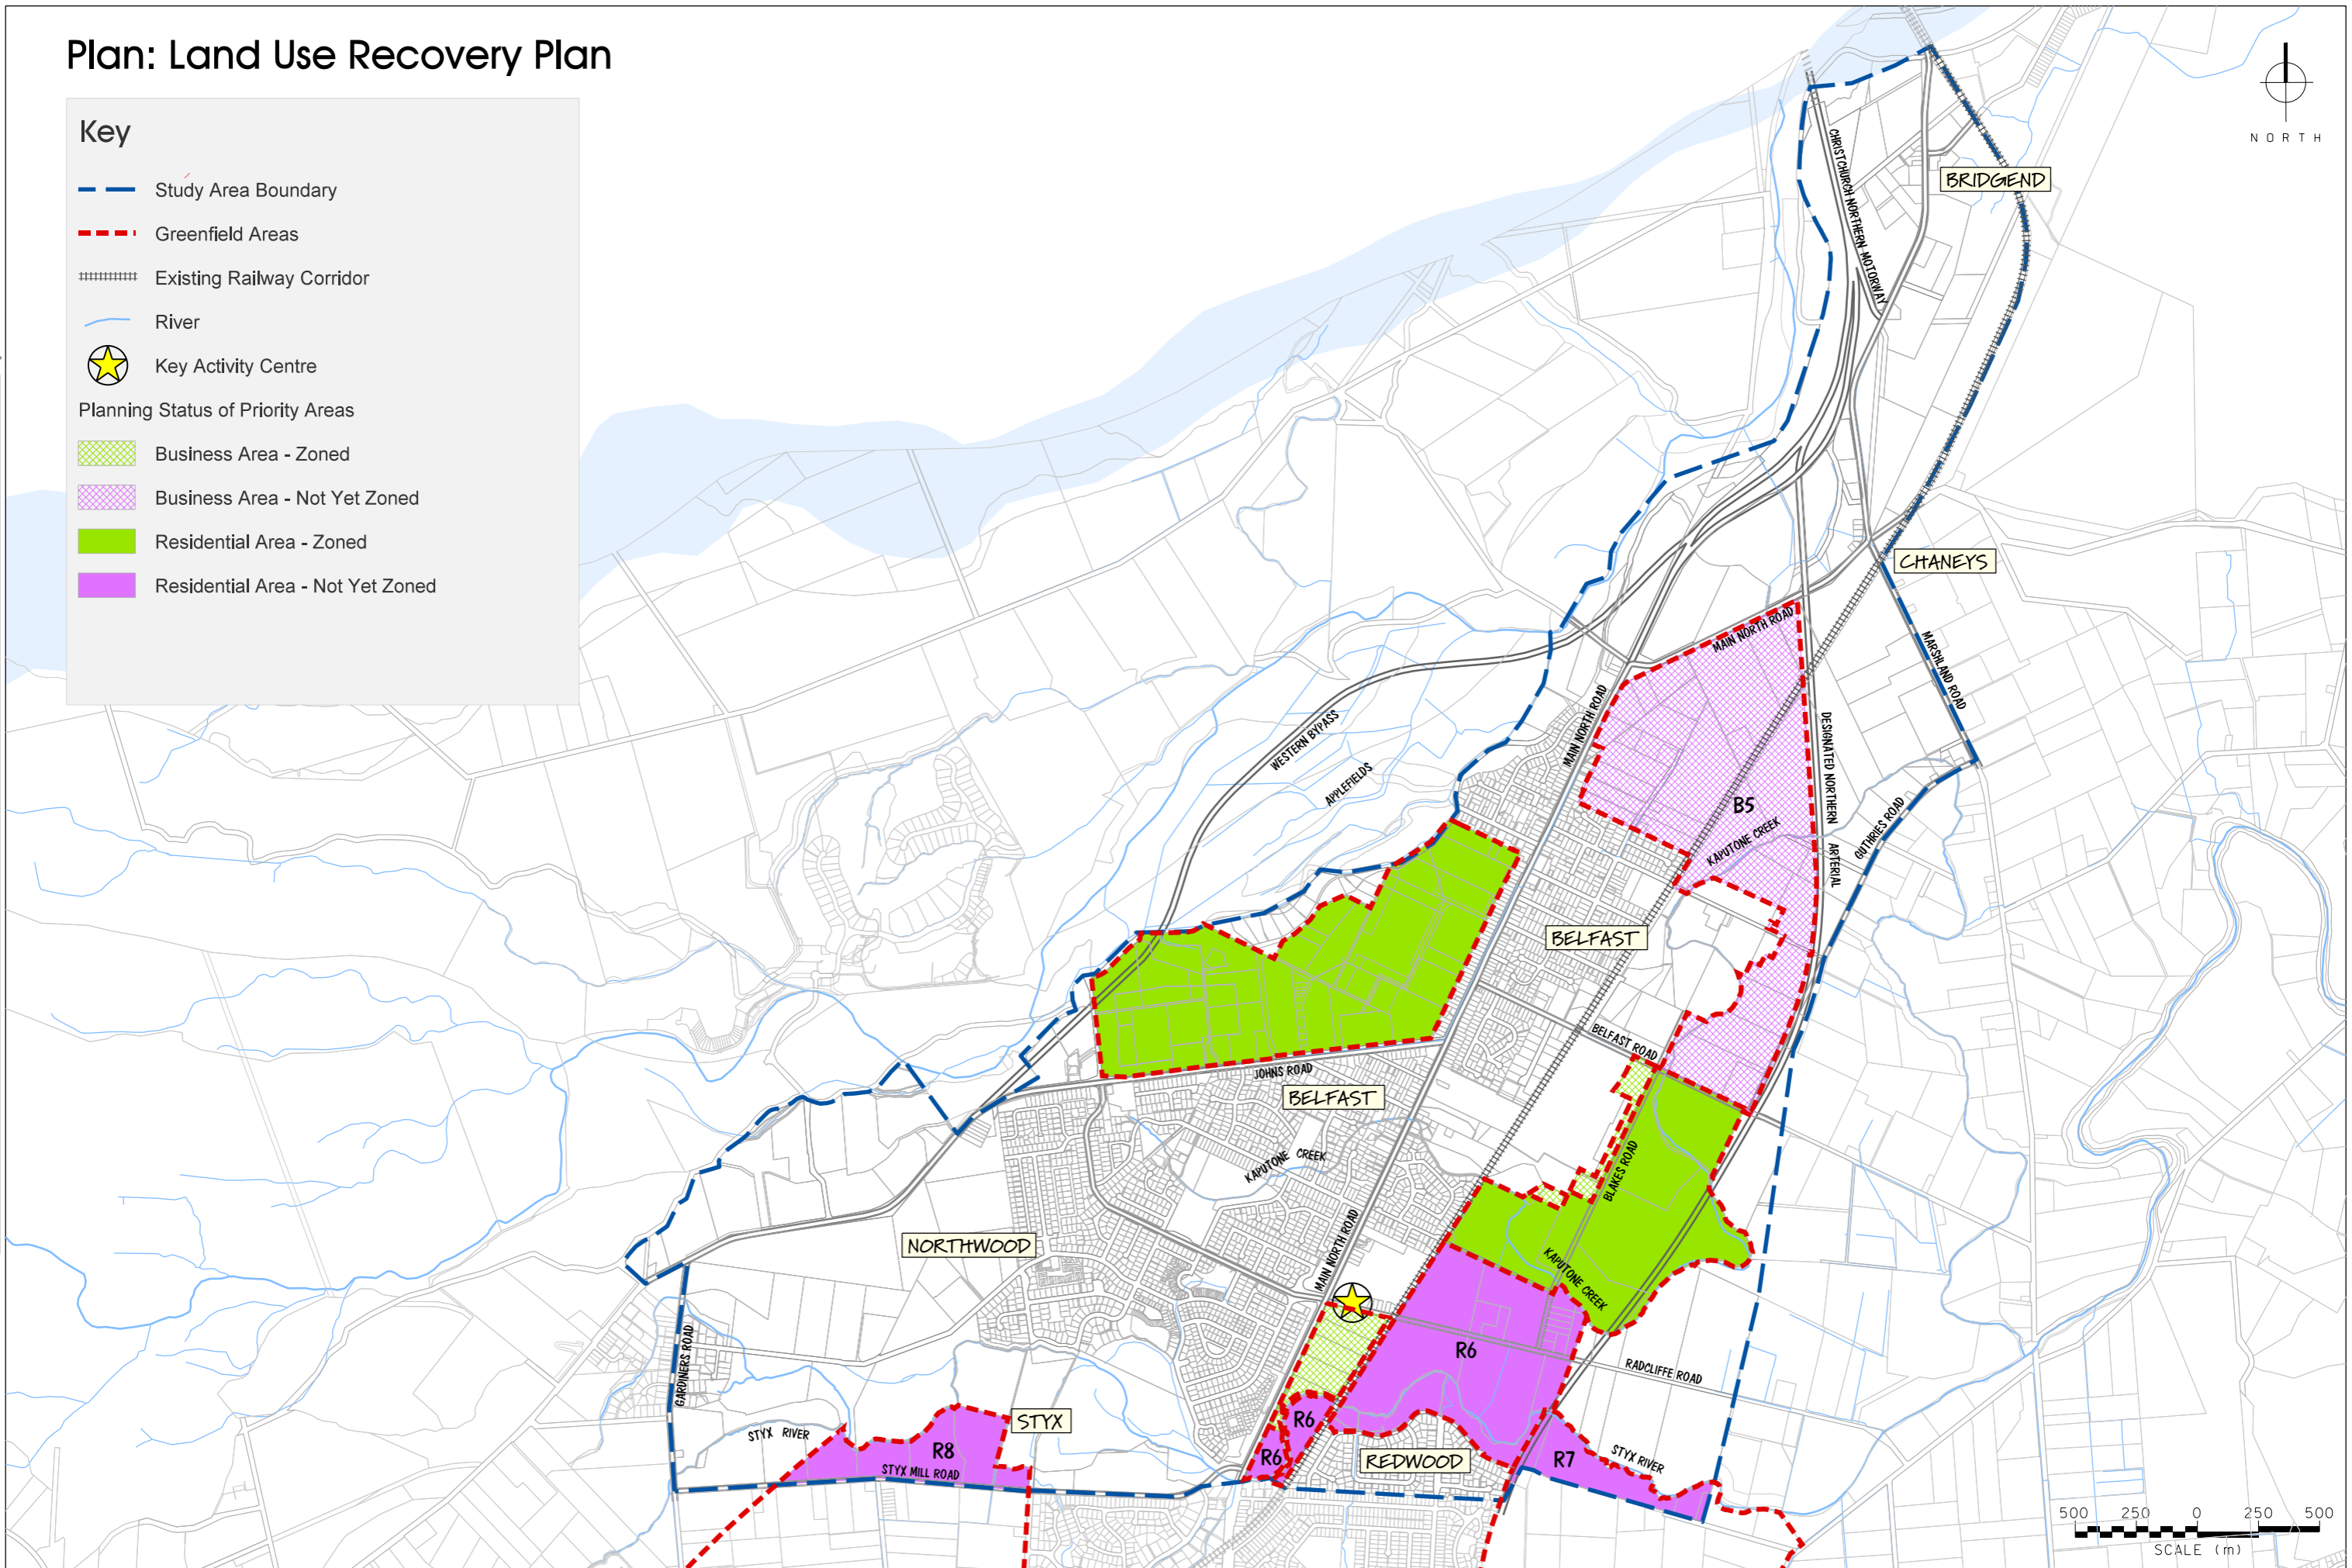 Plan: Land Use Recovery Plan
Key
Study Area Boundary
Greenfield Areas
Existing Railway Corridor
River
Key Activity Centre
Planning Status of Priority Areas
Business Area - Zoned
Business Area - Not Yet Zoned
Residential Area - Zoned
Residential Area - Not Yet Zoned
NORTH
CHRISTCHURCH NORTHERN MOTORWAY
BRIDGEND
CHANEYS
MAIN NORTH ROAD
MARSHLAND ROAD
MAIN NORTH ROAD
WESTERN BYPASS
APPLEFIELDS
DESIGNATED NORTHERN ARTERIAL
B5
KAPUTONE CREEK
GUTHRIES ROAD
BELFAST
BELFAST ROAD
JOHNS ROAD
BELFAST
KAPUTONE CREEK
BLAKES ROAD
NORTHWOOD
MAIN NORTH ROAD
KAPUTONE CREEK
GARDINERS ROAD
R6
RADCLIFFE ROAD
STYX
R6
STYX RIVER
R8
STYX MILL ROAD
R6
REDWOOD
R7
STYX RIVER
500 250 0 250 500
SCALE (m)